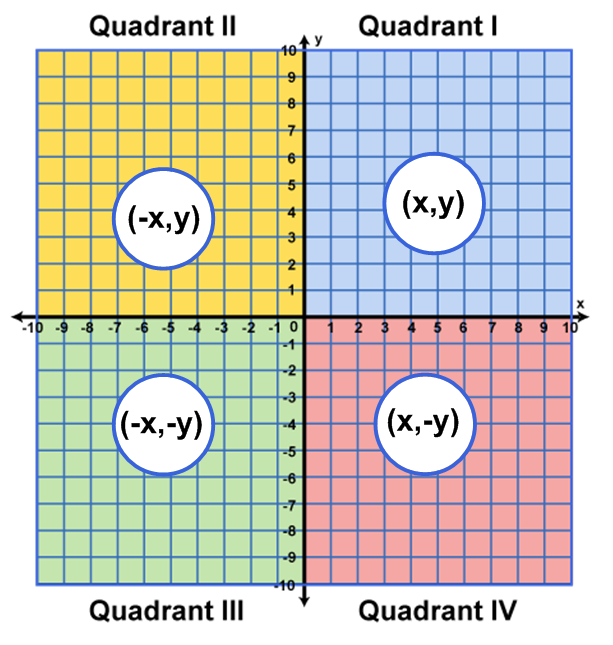 Quadrant II Quadrant I
y
10
9
8
7
6
5
4
3
2
1
(-x,y)
(x,y)
x
-10 -9 -8 -7 -6 -5 -4 -3 -2 -1 0 1 2 3 4 5 6 7 8 9 10
-1
-2
-3
-4
-5
-6
-7
-8
-9
-10
(-x,-y)
(x,-y)
Quadrant III Quadrant IV